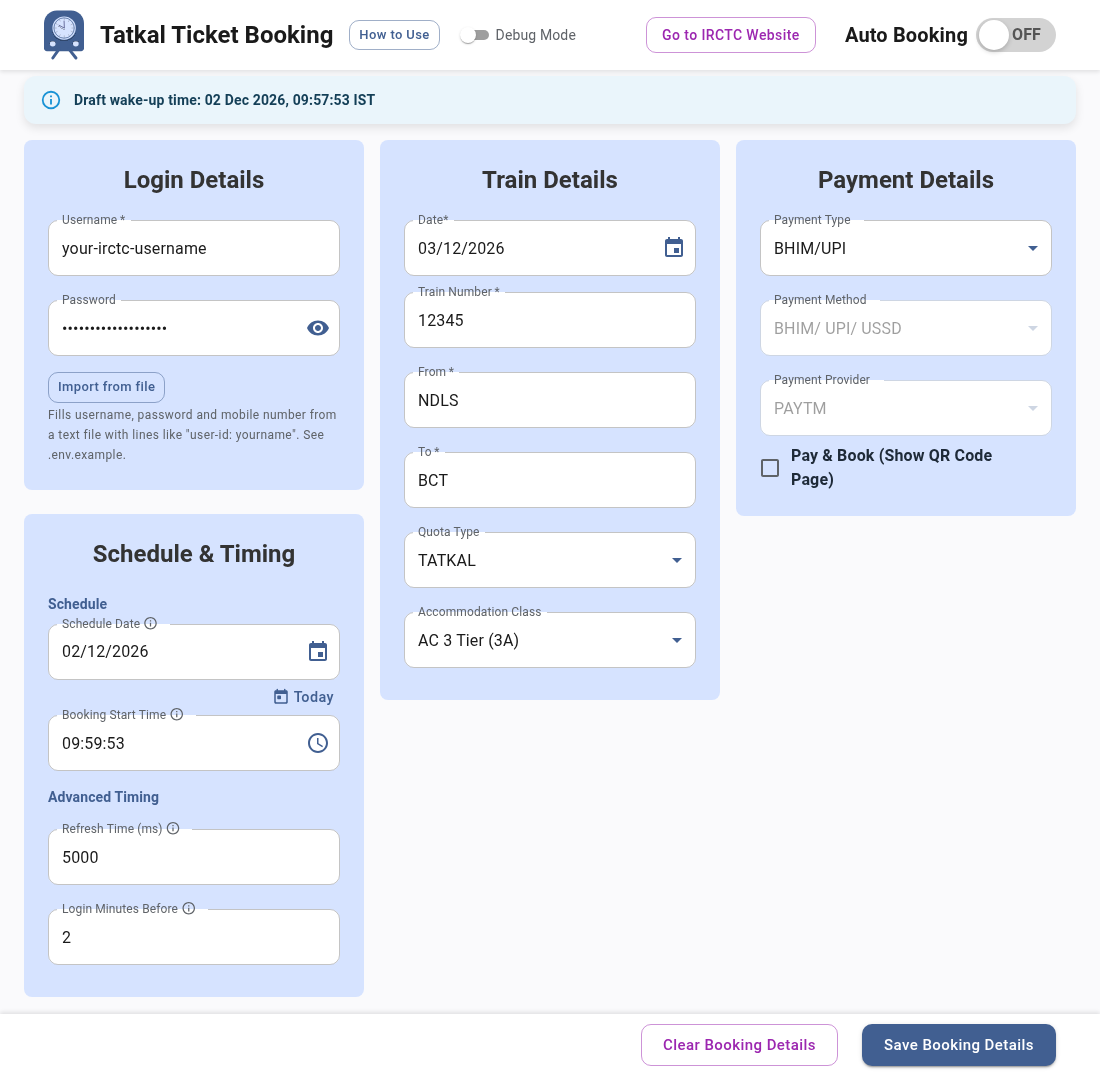 Tatkal Ticket Booking
How to Use
Debug Mode
Go to IRCTC Website
Auto Booking
OFF
Draft wake-up time: 02 Dec 2026, 09:57:53 IST
Login Details
Username *
your-irctc-username
Password
•••••••••••••••••••
Import from file
Fills username, password and mobile number from
a text file with lines like "user-id: yourname". See
.env.example.
Schedule & Timing
Schedule
Schedule Date
02/12/2026
Today
Booking Start Time
09:59:53
Advanced Timing
Refresh Time (ms)
5000
Login Minutes Before
2
Train Details
Date*
03/12/2026
Train Number *
12345
From *
NDLS
To *
BCT
Quota Type
TATKAL
Accommodation Class
AC 3 Tier (3A)
Payment Details
Payment Type
BHIM/UPI
Payment Method
BHIM/ UPI/ USSD
Payment Provider
PAYTM
Pay & Book (Show QR Code
Page)
Clear Booking Details
Save Booking Details